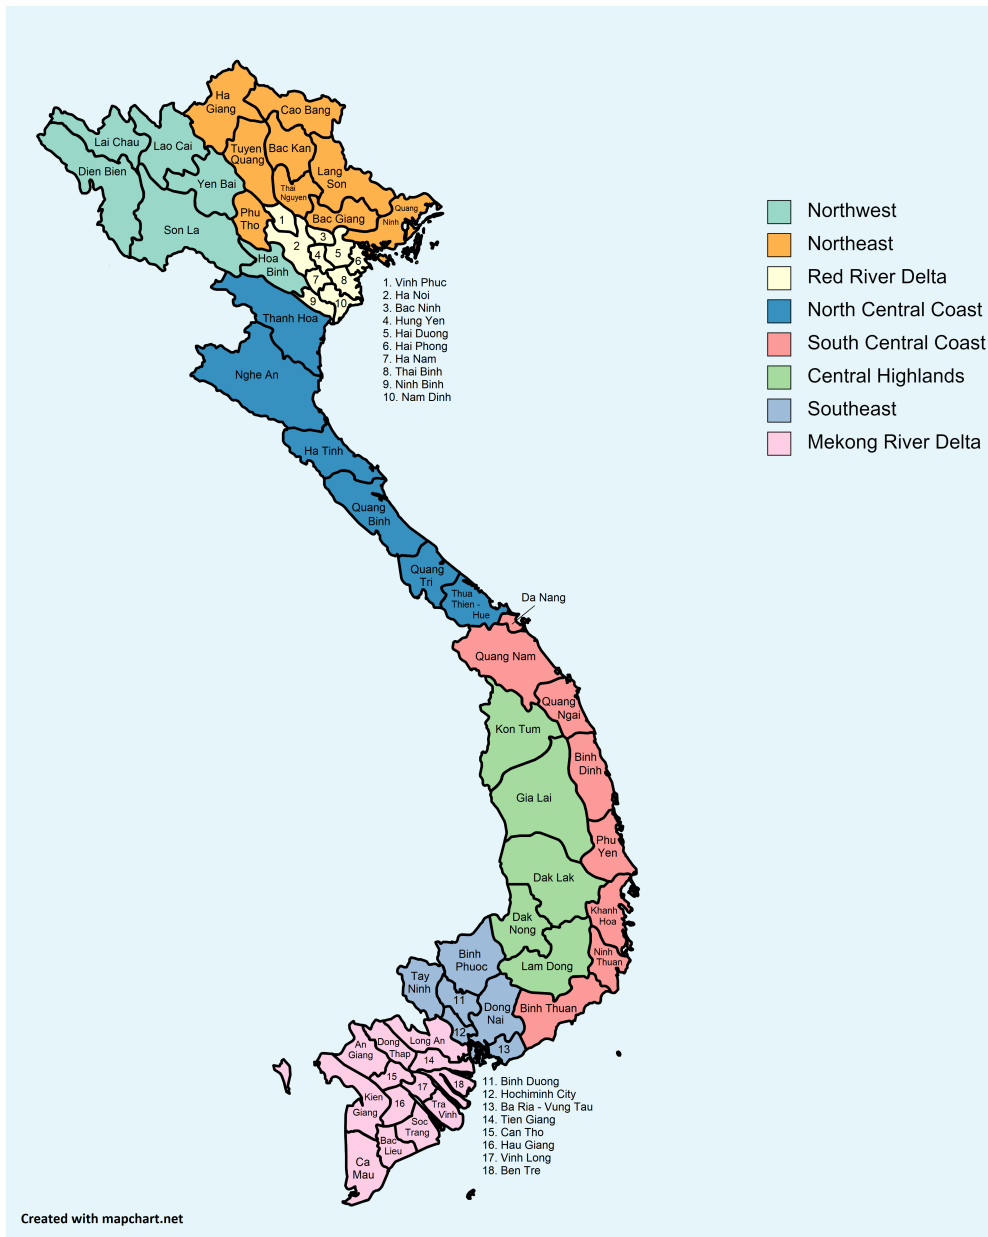 Ha
Giang
Cao Bang
Lai Chau
Lao Cai
Tuyen
Quang
Bac Kan
Dien Bien
Lang
Son
Yen Bai
Thai
Nguyen
Quang
Ninh
Phu
Tho
Bac Giang
Son La
1
2
3
4
5
6
7
8
9
10
Hoa
Binh
1. Vinh Phuc
2. Ha Noi
3. Bac Ninh
4. Hung Yen
5. Hai Duong
6. Hai Phong
7. Ha Nam
8. Thai Binh
9. Ninh Binh
10. Nam Dinh
Northwest
Northeast
Red River Delta
North Central Coast
South Central Coast
Central Highlands
Southeast
Mekong River Delta
Thanh Hoa
Nghe An
Ha Tinh
Quang
Binh
Quang
Tri
Thua
Thien -
Hue
Da Nang
Quang Nam
Quang
Ngai
Kon Tum
Binh
Dinh
Gia Lai
Phu
Yen
Dak Lak
Khanh
Hoa
Dak
Nong
Ninh
Thuan
Lam Dong
Binh
Phuoc
Tay
Ninh
11
Dong
Nai
Binh Thuan
12
13
An
Giang
Dong
Thap
Long An
14
15
16
17
18
Kien
Giang
Tra
Vinh
Soc
Trang
Bac
Lieu
Ca
Mau
11. Binh Duong
12. Hochiminh City
13. Ba Ria - Vung Tau
14. Tien Giang
15. Can Tho
16. Hau Giang
17. Vinh Long
18. Ben Tre
Created with mapchart.net